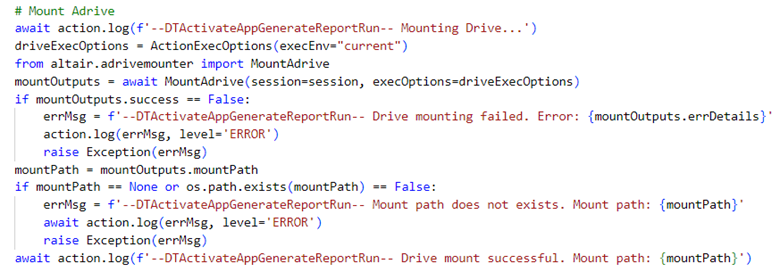 # Mount Adrive
await action.log(f'--DTActivateAppGenerateReportRun-- Mounting Drive...')
driveExecOptions = ActionExecOptions(execEnv="current")
from altair.adrivemounter import MountAdrive
mountOutputs = await MountAdrive(session=session, execOptions=driveExecOptions)
if mountOutputs.success == False:
    errMsg = f'--DTActivateAppGenerateReportRun-- Drive mounting failed. Error: {mountOutputs.errDetails}'
    action.log(errMsg, level='ERROR')
    raise Exception(errMsg)
mountPath = mountOutputs.mountPath
if mountPath == None or os.path.exists(mountPath) == False:
    errMsg = f'--DTActivateAppGenerateReportRun-- Mount path does not exists. Mount path: {mountPath}'
    await action.log(errMsg, level='ERROR')
    raise Exception(errMsg)
await action.log(f'--DTActivateAppGenerateReportRun-- Drive mount successful. Mount path: {mountPath}')